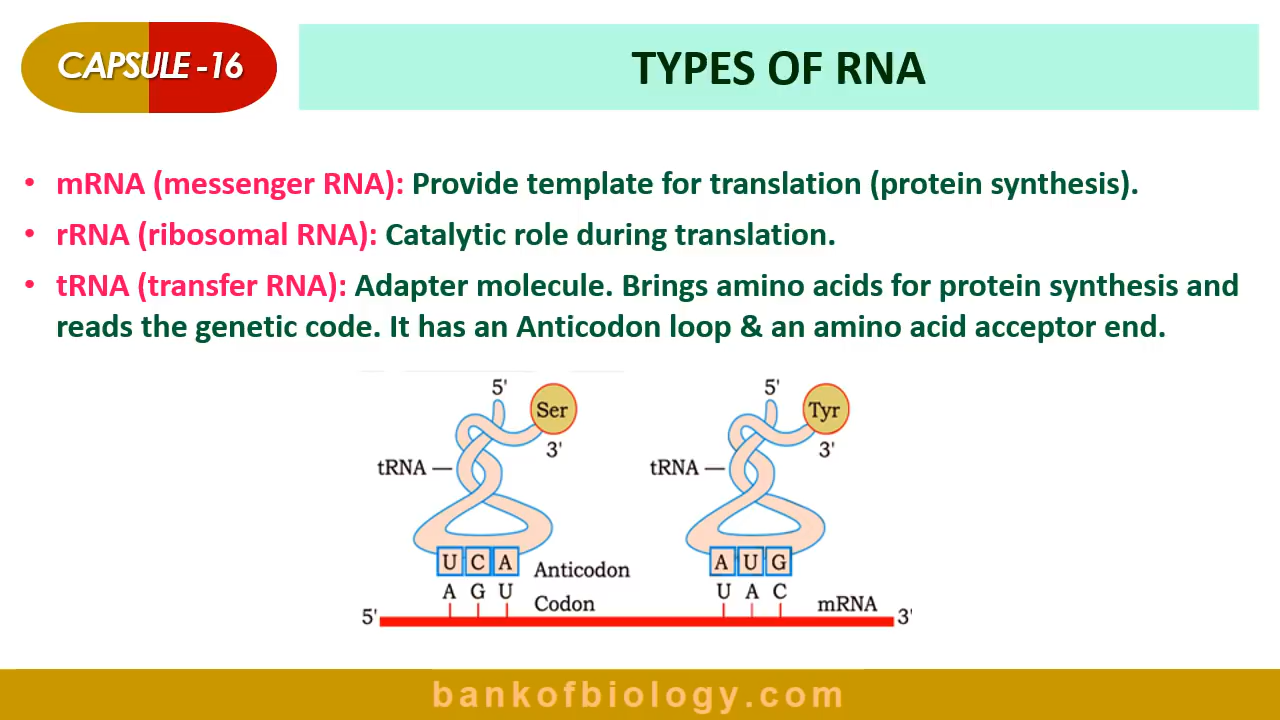 CAPSULE -16
TYPES OF RNA
• mRNA (messenger RNA): Provide template for translation (protein synthesis).
• rRNA (ribosomal RNA): Catalytic role during translation.
• tRNA (transfer RNA): Adapter molecule. Brings amino acids for protein synthesis and
reads the genetic code. It has an Anticodon loop & an amino acid acceptor end.
5' Ser 5' Tyr
3' 3'
tRNA tRNA
U C A Anticodon A U G
A G U Codon U A C mRNA
5' 3'
bankofbiology.com